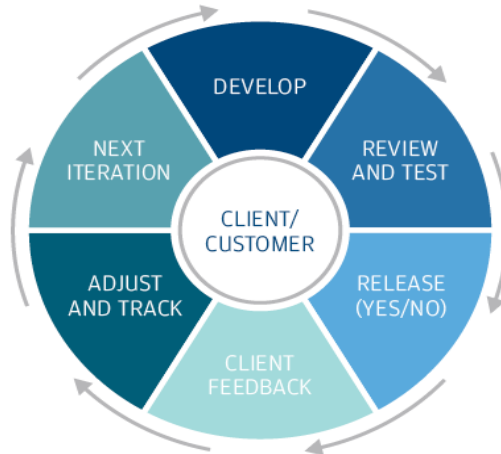 DEVELOP
REVIEW
AND TEST
RELEASE
(YES/NO)
CLIENT
FEEDBACK
ADJUST
AND TRACK
NEXT
ITERATION
CLIENT/
CUSTOMER